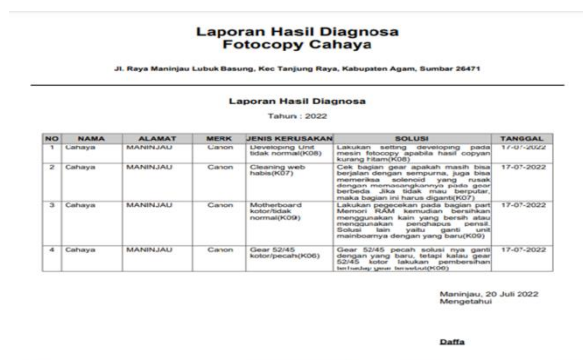 Laporan Hasil Diagnosa
Fotocopy Cahaya
Jl. Raya Maninjau Lubuk Basung, Kec Tanjung Raya, Kabupaten Agam, Sumbar 26471
Laporan Hasil Diagnosa
Tahun : 2022
NO NAMA ALAMAT MERK JENIS KERUSAKAN SOLUSI TANGGAL
1 Cahaya MANINJAU Canon Developing Unit tidak normal(K08) Lakukan setting developing pada mesin fotocopy apabila hasil copyan kurang hitam(K08) 17-07-2022
2 Cahaya MANINJAU Canon Cleaning web habis(K07) Cek bagian gear apakah masih bisa berjalan dengan sempurna, juga bisa memeriksa solenoid yang rusak dengan memasangkannya pada gear berbeda Jika tidak mau berputar, maka bagian ini harus diganti(K07) 17-07-2022
3 Cahaya MANINJAU Canon Motherboard kotor/tidak normal(K09) Lakukan pegecekan pada bagian part Memori RAM kemudian bersihkan menggunakan kain yang bersih atau menggunakan penghapus pensil. Solusi lain yaitu ganti unit mainboarnya dengan yang baru(K09) 17-07-2022
4 Cahaya MANINJAU Canon Gear 52/45 kotor/pecah(K06) Gear 52/45 pecah solusi nya ganti dengan yang baru, tetapi kalau gear 52/45 kotor lakukan pembersihan terhadap gear tersebut(K06) 17-07-2022
Maninjau, 20 Juli 2022
Mengetahui
Daffa